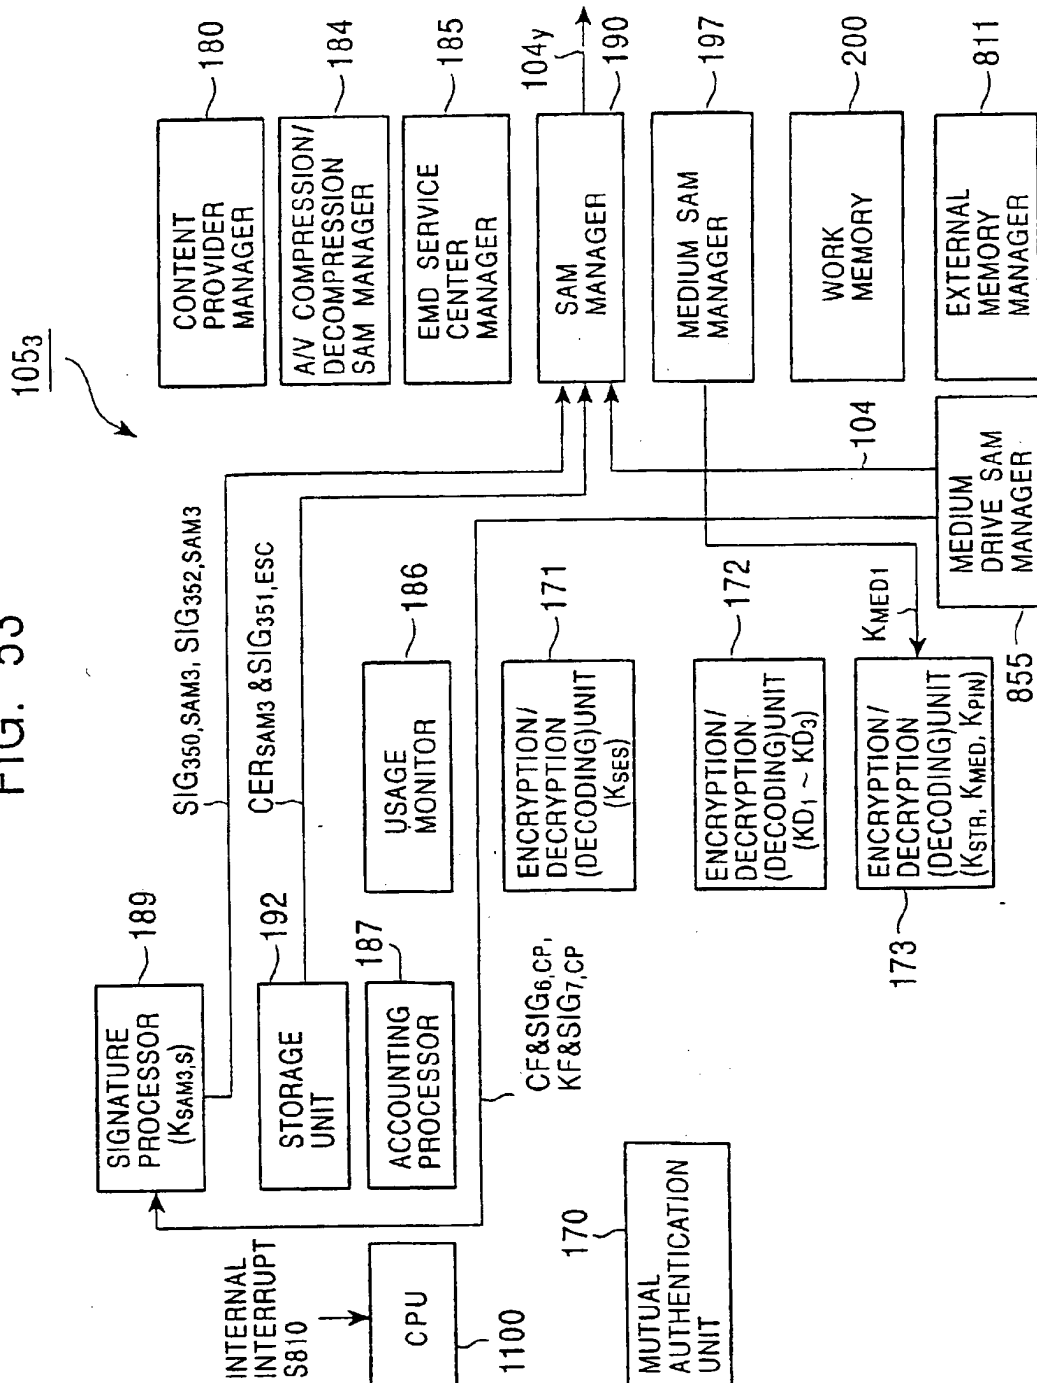 FIG. 53
105₃
CONTENT
PROVIDER
MANAGER
180
A/V COMPRESSION/
DECOMPRESSION
SAM MANAGER
184
EMD SERVICE
CENTER
MANAGER
185
SAM
MANAGER
104y
190
MEDIUM SAM
MANAGER
197
WORK
MEMORY
200
EXTERNAL
MEMORY
MANAGER
811
SIG350,SAM3, SIG352,SAM3
CERSAM3 & SIG351,ESC
104
USAGE
MONITOR
186
ENCRYPTION/
DECRYPTION
(DECODING)UNIT
(KSES)
171
ENCRYPTION/
DECRYPTION
(DECODING)UNIT
(KD1 ~ KD3)
172
KMED1
ENCRYPTION/
DECRYPTION
(DECODING)UNIT
(KSTR, KMED, KPIN)
173
MEDIUM
DRIVE SAM
MANAGER
855
SIGNATURE
PROCESSOR
(KSAM3,S)
189
STORAGE
UNIT
192
ACCOUNTING
PROCESSOR
187
CF&SIG6,CP,
KF&SIG7,CP
INTERNAL
INTERRUPT
S810
CPU
1100
MUTUAL
AUTHENTICATION
UNIT
170